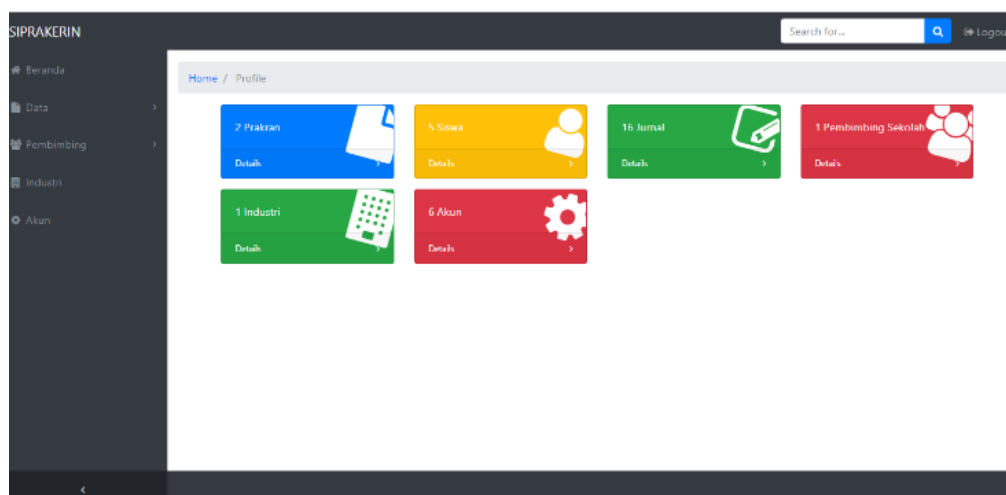 SIPRAKERIN
Search for...
Logou
Beranda
Data
Pembimbing
Industri
Akun
Home / Profile
2 Prakran
Details
5 Siswa
Details
16 Jurnal
Details
1 Pembimbing Sekolah
Details
1 Industri
Details
6 Akun
Details